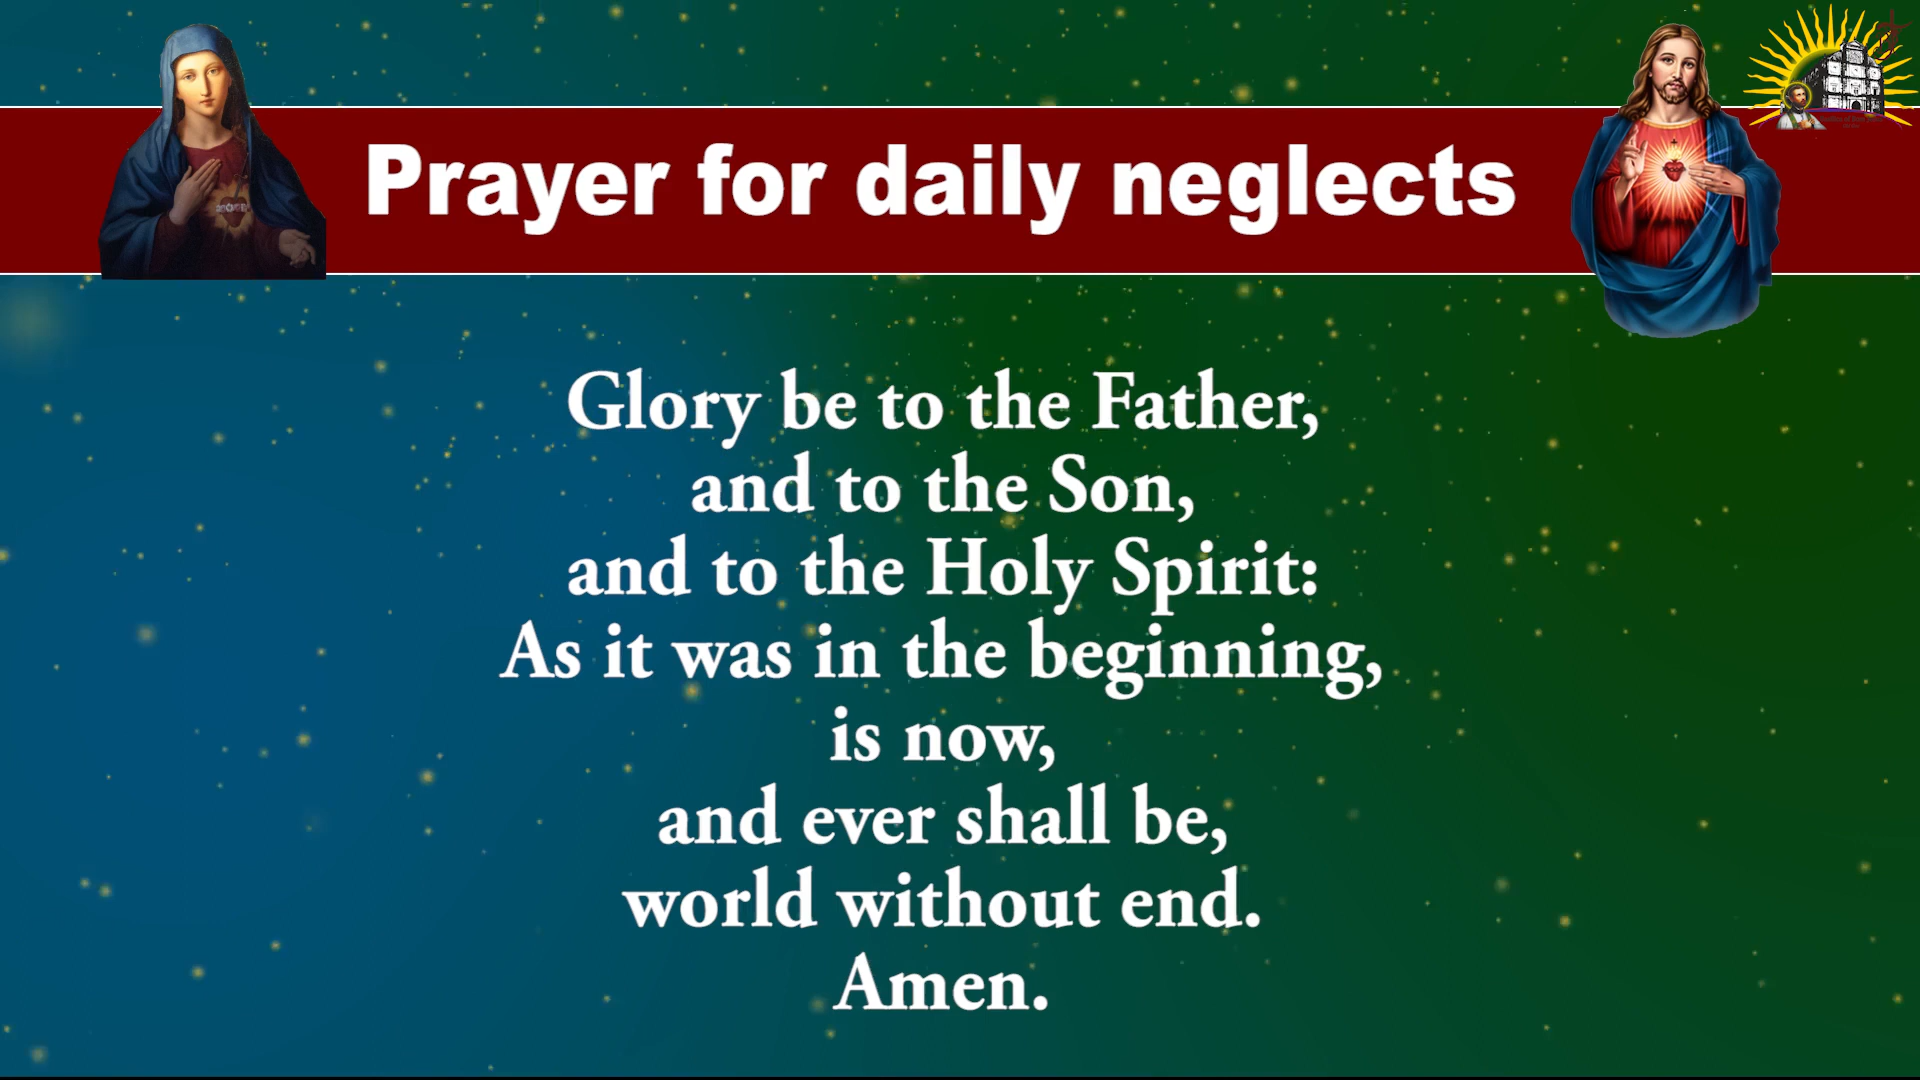 Prayer for daily neglects
Glory be to the Father,
and to the Son,
and to the Holy Spirit:
As it was in the beginning,
is now,
and ever shall be,
world without end.
Amen.